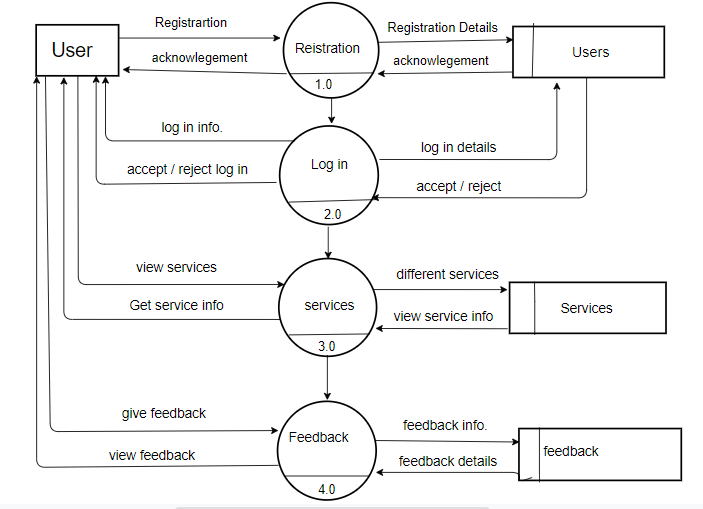 Registrartion
Registration Details
User
Reistration
Users
acknowlegement
acknowlegement
1.0
log in info.
log in details
Log in
accept / reject log in
accept / reject
2.0
view services
different services
Get service info
services
Services
view service info
3.0
give feedback
feedback info.
Feedback
feedback
view feedback
feedback details
4.0